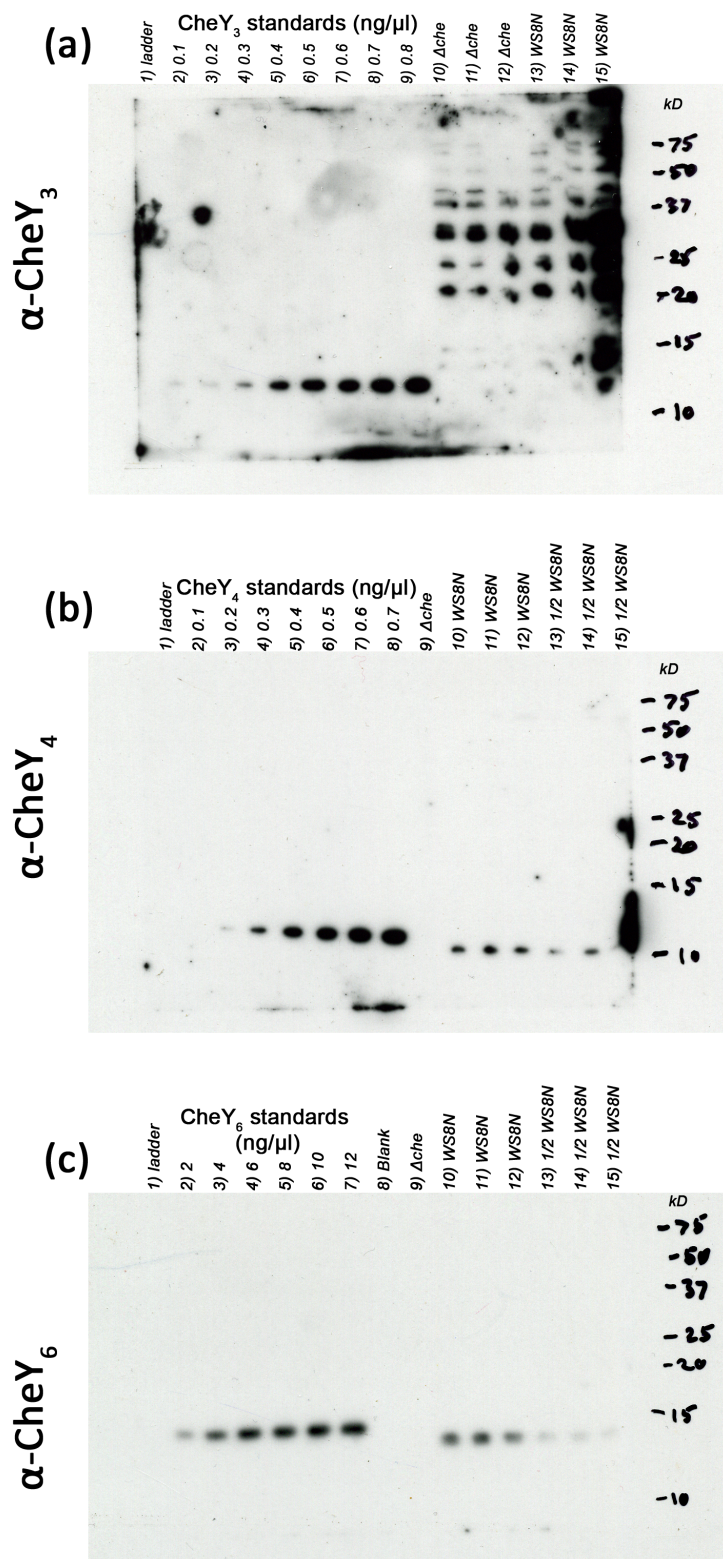 (a)
CheY3 standards (ng/µl)
1) ladder
2) 0.1
3) 0.2
4) 0.3
5) 0.4
6) 0.5
7) 0.6
8) 0.7
9) 0.8
10) Δche
11) Δche
12) Δche
13) WS8N
14) WS8N
15) WS8N
α-CheY3
kD
-75
-50
-37
-25
-20
-15
-10
(b)
CheY4 standards (ng/µl)
1) ladder
2) 0.1
3) 0.2
4) 0.3
5) 0.4
6) 0.5
7) 0.6
8) 0.7
9) Δche
10) WS8N
11) WS8N
12) WS8N
13) 1/2 WS8N
14) 1/2 WS8N
15) 1/2 WS8N
α-CheY4
kD
-75
-50
-37
-25
-20
-15
-10
(c)
CheY6 standards
(ng/µl)
1) ladder
2) 2
3) 4
4) 6
5) 8
6) 10
7) 12
8) Blank
9) Δche
10) WS8N
11) WS8N
12) WS8N
13) 1/2 WS8N
14) 1/2 WS8N
15) 1/2 WS8N
α-CheY6
kD
-75
-50
-37
-25
-20
-15
-10